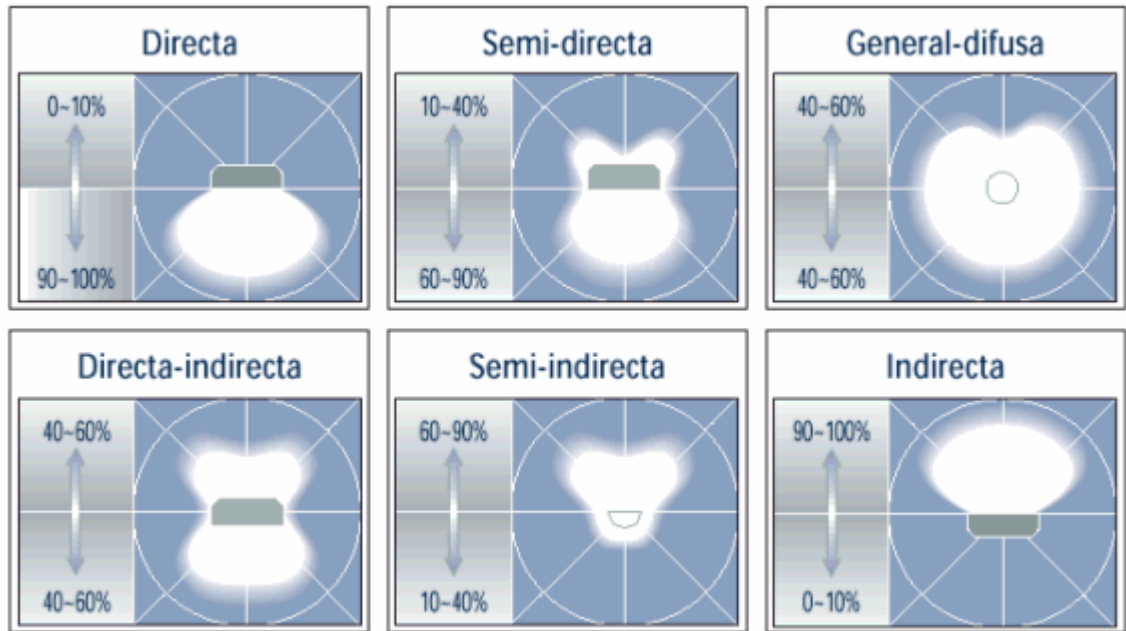 Directa
0~10%
90~100%
Semi-directa
10~40%
60~90%
General-difusa
40~60%
40~60%
Directa-indirecta
40~60%
40~60%
Semi-indirecta
60~90%
10~40%
Indirecta
90~100%
0~10%